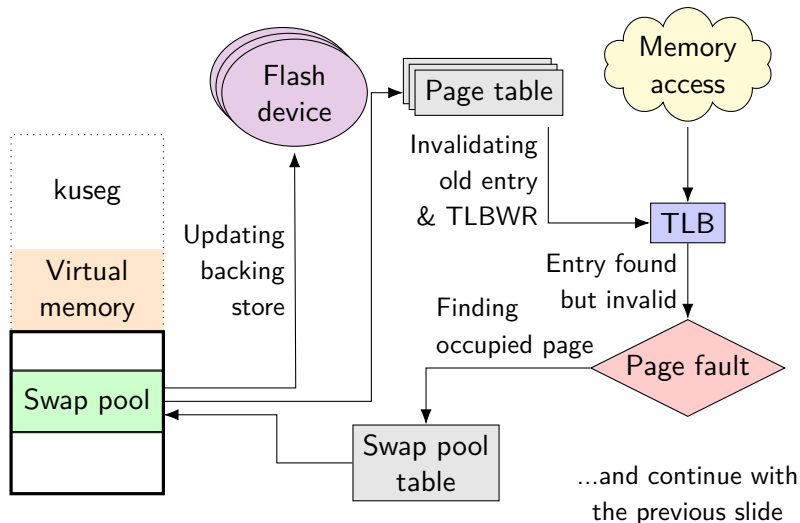 Flash
device
Page table
Memory
access
Invalidating
old entry
& TLBWR
kuseg
TLB
Updating
backing
store
Virtual
memory
Entry found
but invalid
Finding
occupied page
Page fault
Swap pool
Swap pool
table
...and continue with
the previous slide